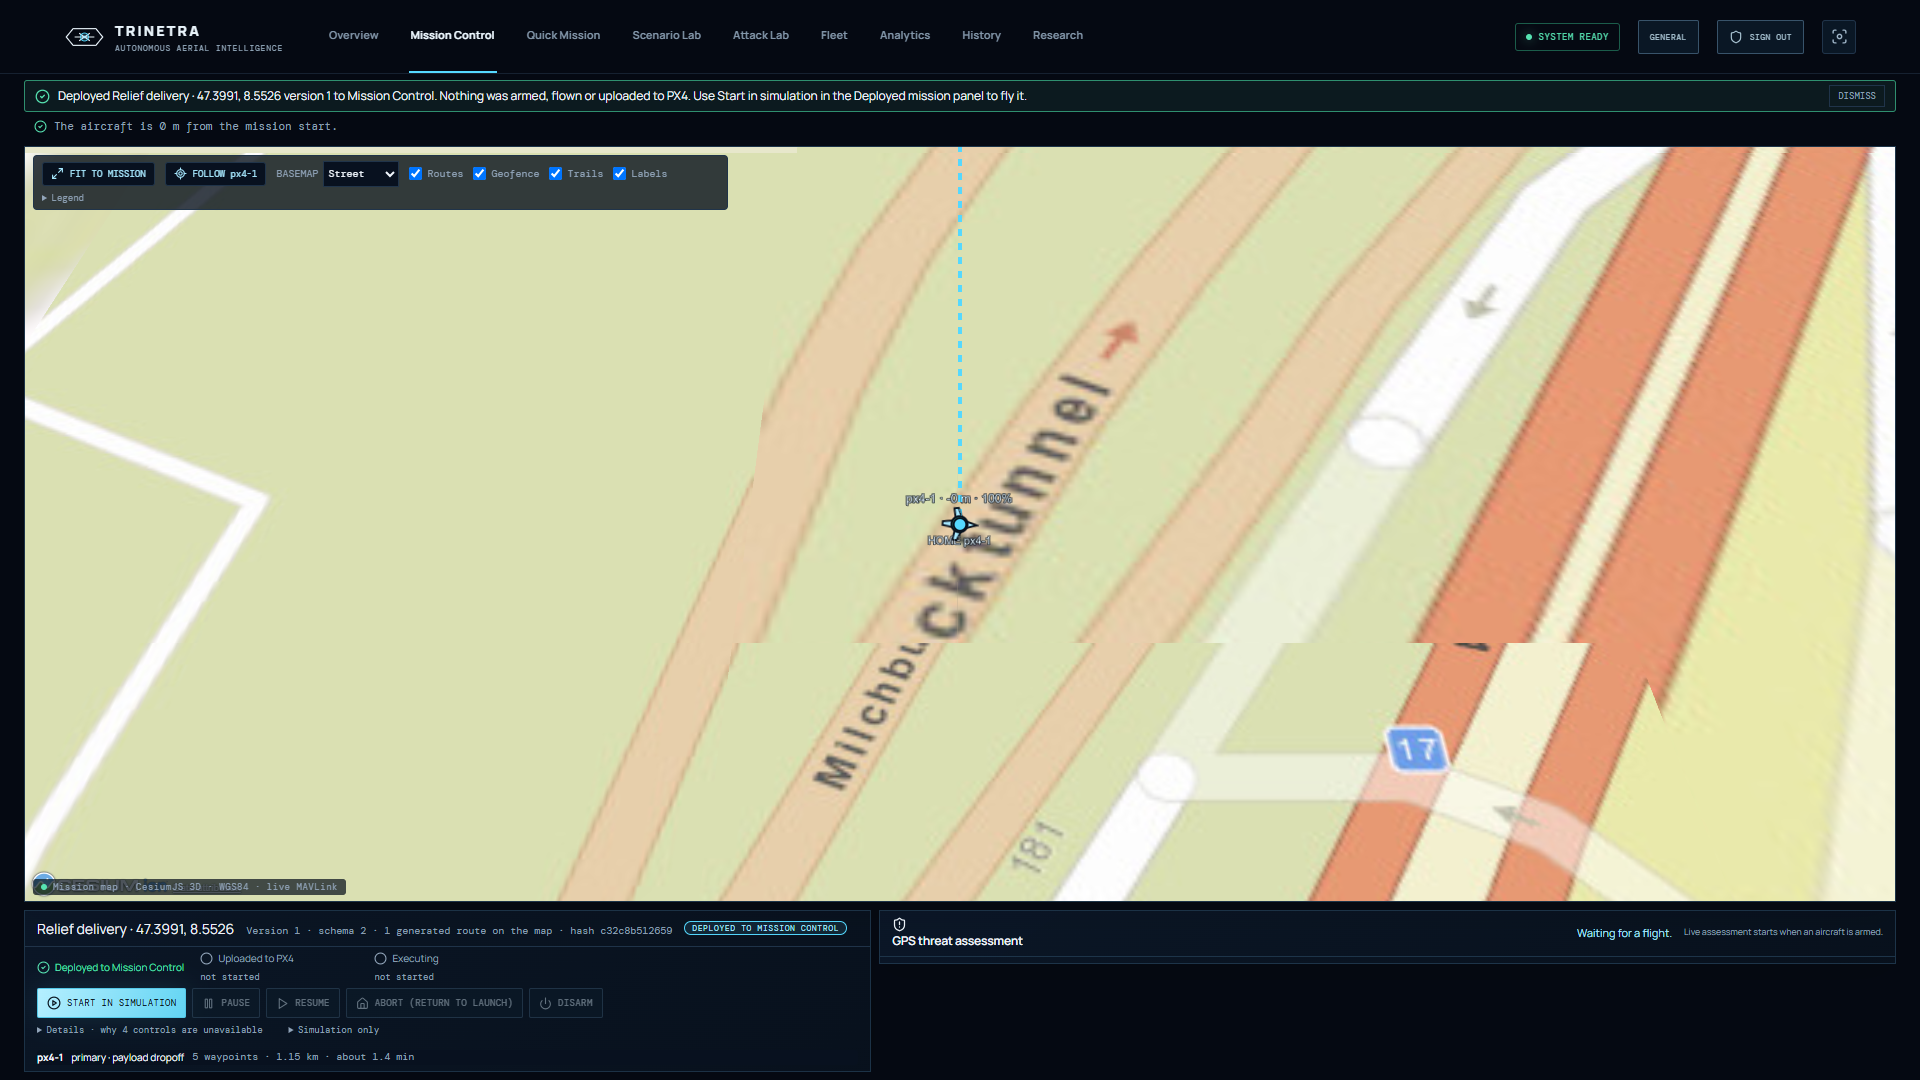 TRINETRA
AUTONOMOUS AERIAL INTELLIGENCE
Overview
Mission Control
Quick Mission
Scenario Lab
Attack Lab
Fleet
Analytics
History
Research
SYSTEM READY
GENERAL
SIGN OUT
Deployed Relief delivery · 47.3991, 8.5526 version 1 to Mission Control. Nothing was armed, flown or uploaded to PX4. Use Start in simulation in the Deployed mission panel to fly it.
DISMISS
The aircraft is 0 m from the mission start.
FIT TO MISSION
FOLLOW px4-1
BASEMAP
Street
Routes
Geofence
Trails
Labels
Legend
px4-1 · -0 m · 100%
HOME px4-1
Milchbucktunnel
17
181
Mission map · CesiumJS 3D · WGS84 · live MAVLink
Relief delivery · 47.3991, 8.5526
Version 1 · schema 2 · 1 generated route on the map · hash c32c8b512659
DEPLOYED TO MISSION CONTROL
Deployed to Mission Control
Uploaded to PX4
not started
Executing
not started
START IN SIMULATION
PAUSE
RESUME
ABORT (RETURN TO LAUNCH)
DISARM
Details · why 4 controls are unavailable
Simulation only
px4-1 primary · payload dropoff 5 waypoints · 1.15 km · about 1.4 min
GPS threat assessment
Waiting for a flight.
Live assessment starts when an aircraft is armed.